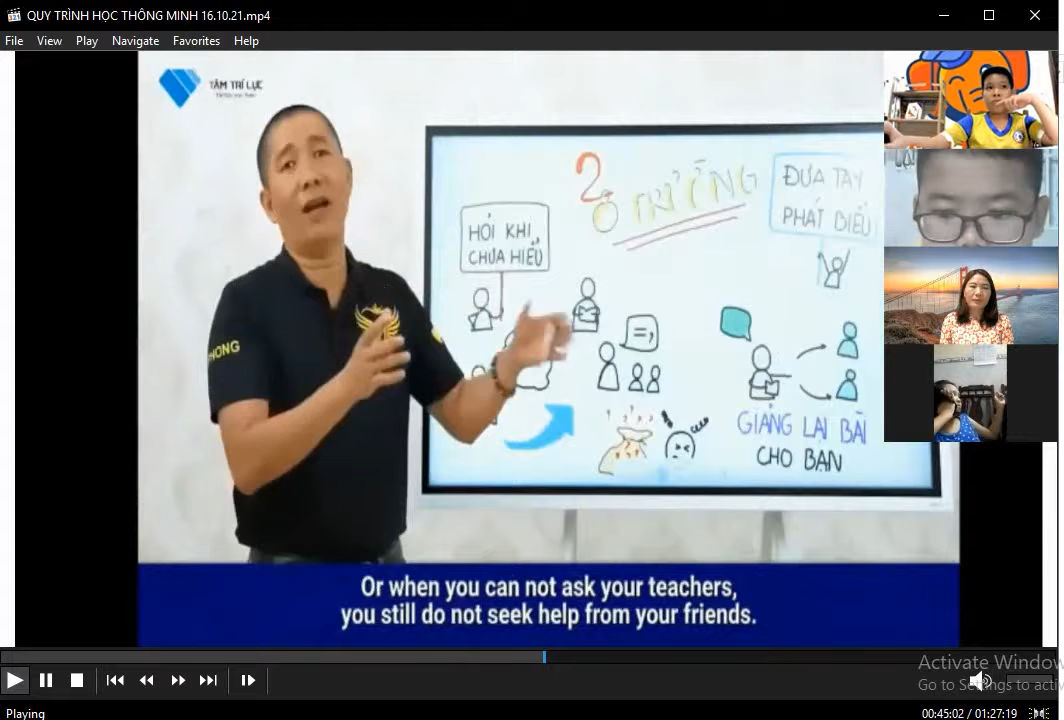 QUY TRÌNH HỌC THÔNG MINH 16.10.21.mp4
File View Play Navigate Favorites Help
TÂM TRÍ LỰC
2
Ở TRƯỜNG
ĐƯA TAY
PHÁT BIỂU
HỎI KHI
CHƯA HIỂU
HONG
GIẢNG LẠI BÀI
CHO BẠN
Or when you can not ask your teachers,
you still do not seek help from your friends.
Activate Window
Go to Settings to activ
Playing
00:45:02 / 01:27:19